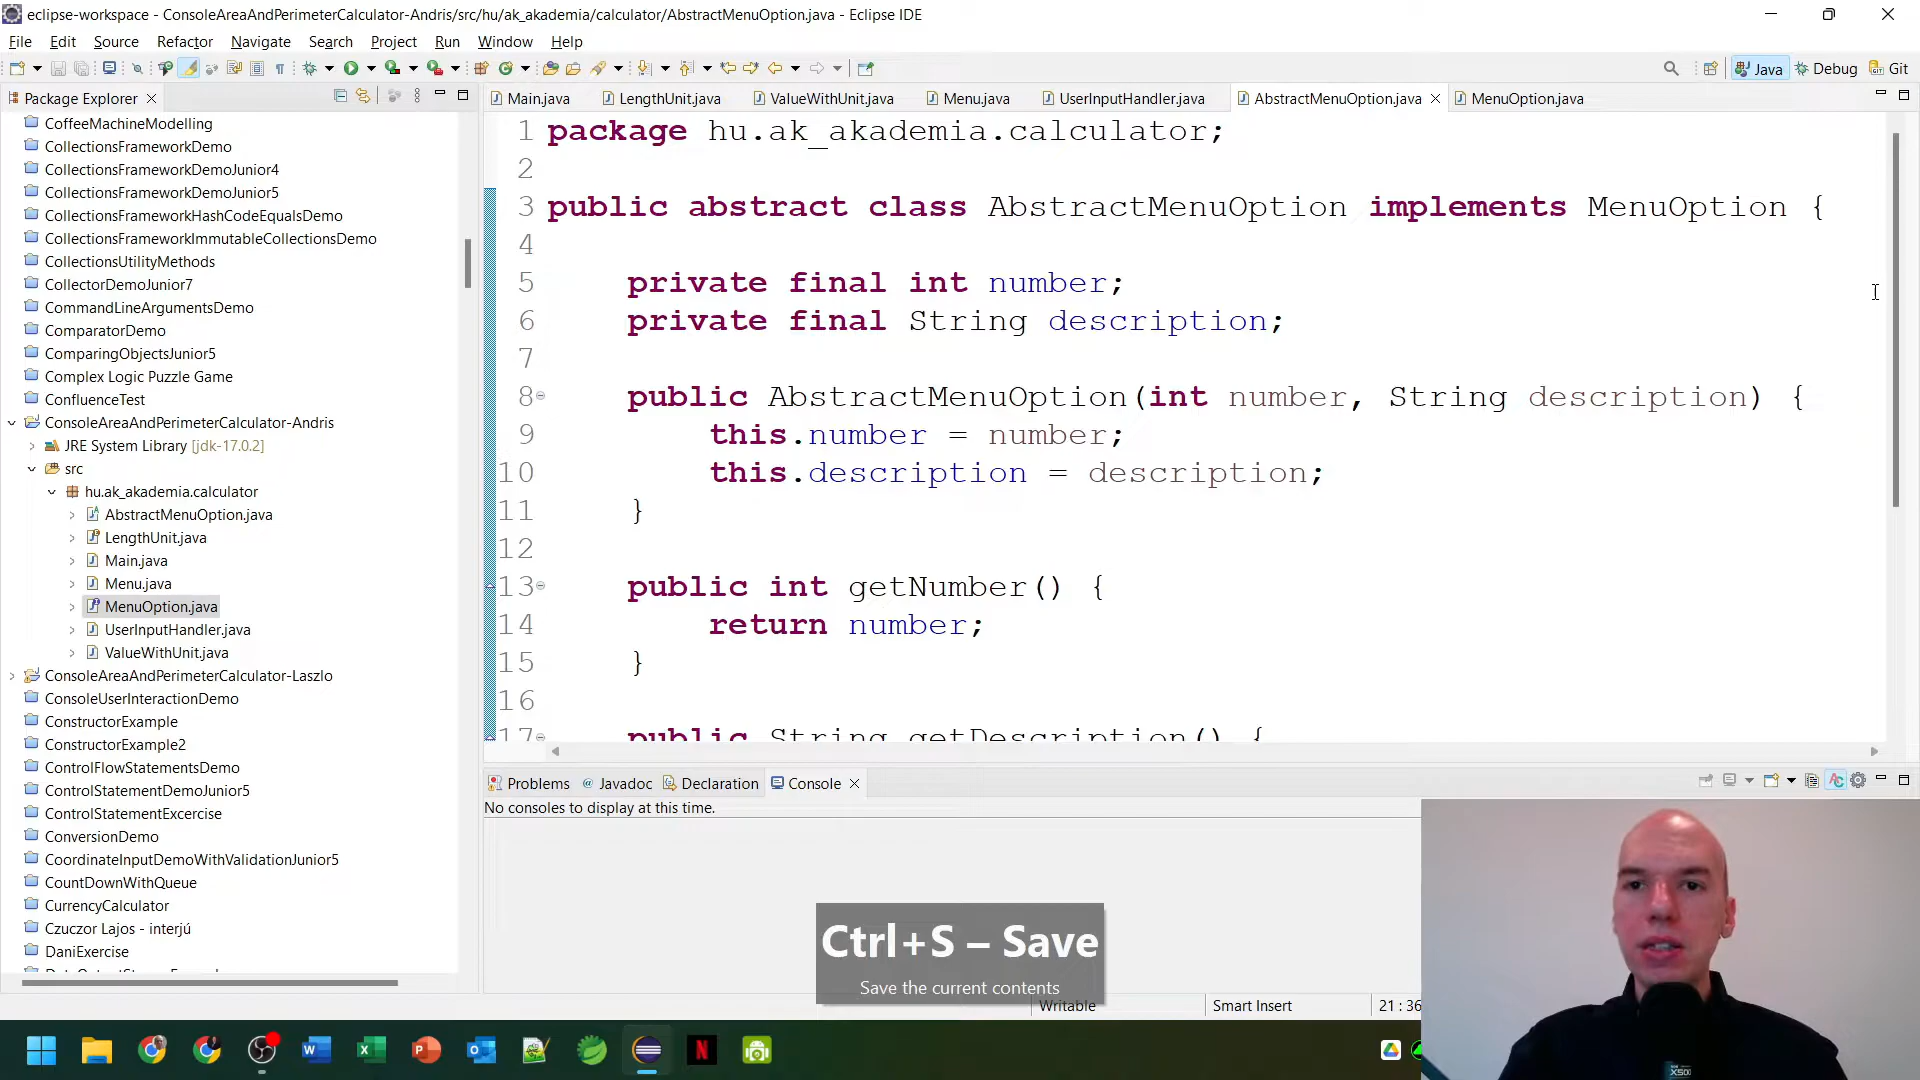 eclipse-workspace - ConsoleAreaAndPerimeterCalculator-Andris/src/hu/ak_akademia/calculator/AbstractMenuOption.java - Eclipse IDE
File Edit Source Refactor Navigate Search Project Run Window Help
Java Debug Git
Package Explorer
CoffeeMachineModelling
CollectionsFrameworkDemo
CollectionsFrameworkDemoJunior4
CollectionsFrameworkDemoJunior5
CollectionsFrameworkHashCodeEqualsDemo
CollectionsFrameworkImmutableCollectionsDemo
CollectionsUtilityMethods
CollectorDemoJunior7
CommandLineArgumentsDemo
ComparatorDemo
ComparingObjectsJunior5
Complex Logic Puzzle Game
ConfluenceTest
ConsoleAreaAndPerimeterCalculator-Andris
JRE System Library [jdk-17.0.2]
src
hu.ak_akademia.calculator
AbstractMenuOption.java
LengthUnit.java
Main.java
Menu.java
MenuOption.java
UserInputHandler.java
ValueWithUnit.java
ConsoleAreaAndPerimeterCalculator-Laszlo
ConsoleUserInteractionDemo
ConstructorExample
ConstructorExample2
ControlFlowStatementsDemo
ControlStatementDemoJunior5
ControlStatementExcercise
ConversionDemo
CoordinateInputDemoWithValidationJunior5
CountDownWithQueue
CurrencyCalculator
Czuczor Lajos - interjú
DaniExercise
Main.java LengthUnit.java ValueWithUnit.java Menu.java UserInputHandler.java AbstractMenuOption.java MenuOption.java
1 package hu.ak_akademia.calculator;
2
3 public abstract class AbstractMenuOption implements MenuOption {
4
5 private final int number;
6 private final String description;
7
8 public AbstractMenuOption(int number, String description) {
9 this.number = number;
10 this.description = description;
11 }
12
13 public int getNumber() {
14 return number;
15 }
16
17 public String getDescription() {
Problems Javadoc Declaration Console
No consoles to display at this time.
Ctrl+S – Save
Save the current contents
Writable Smart Insert 21 : 36